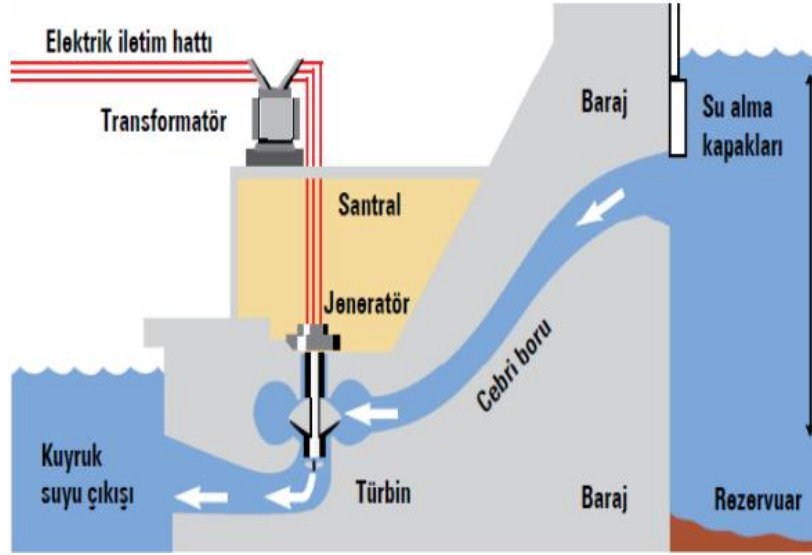 Elektrik iletim hattı
Transformatör
Baraj
Su alma
kapakları
Santral
Jeneratör
Cebri boru
Kuyruk
suyu çıkışı
Türbin
Baraj
Rezervuar